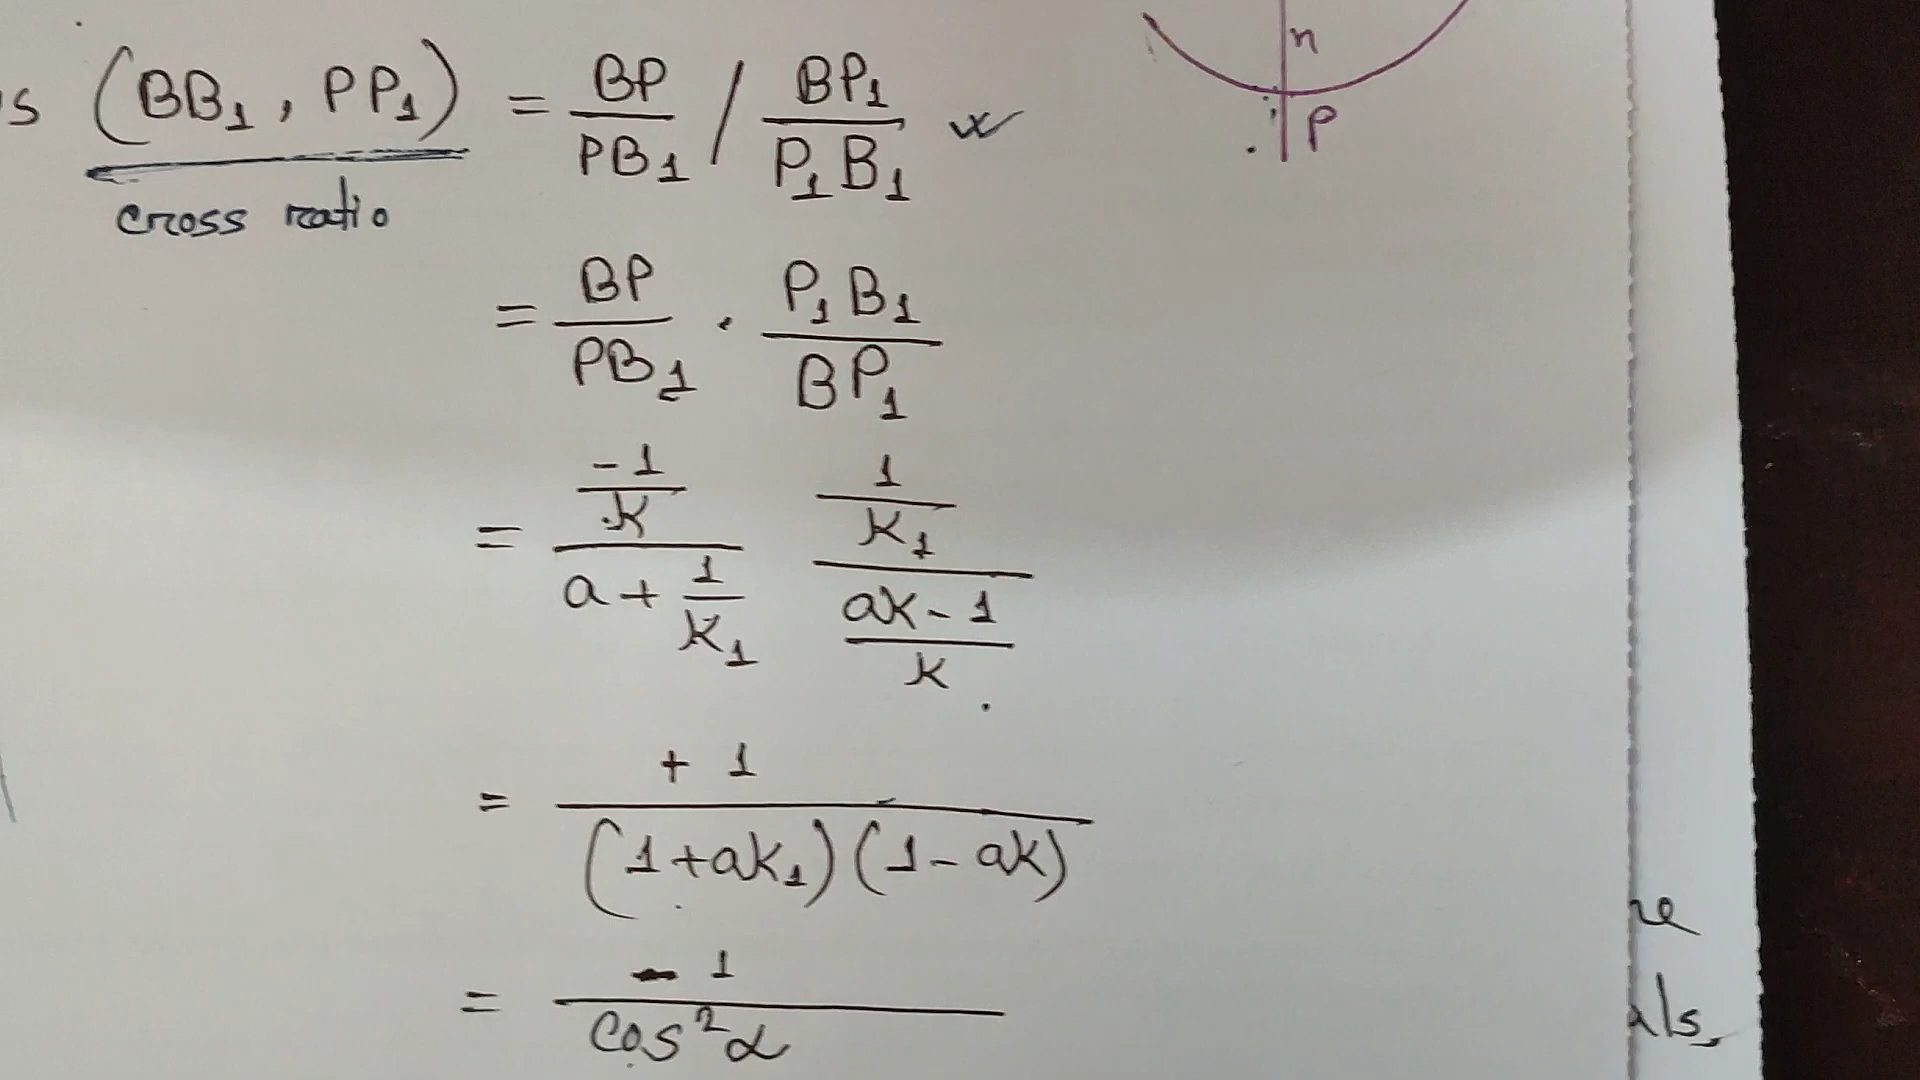 (BB₁, PP₁) = BP/PB₁ / BP₁/P₁B₁
cross ratio
n
P
= BP/PB₁ · P₁B₁/BP₁
= (-1/k)/(a + 1/k₁) (1/k₁)/((ak - 1)/k)
= + 1/((1 + ak₁)(1 - ak))
= - 1/cos²α
als,